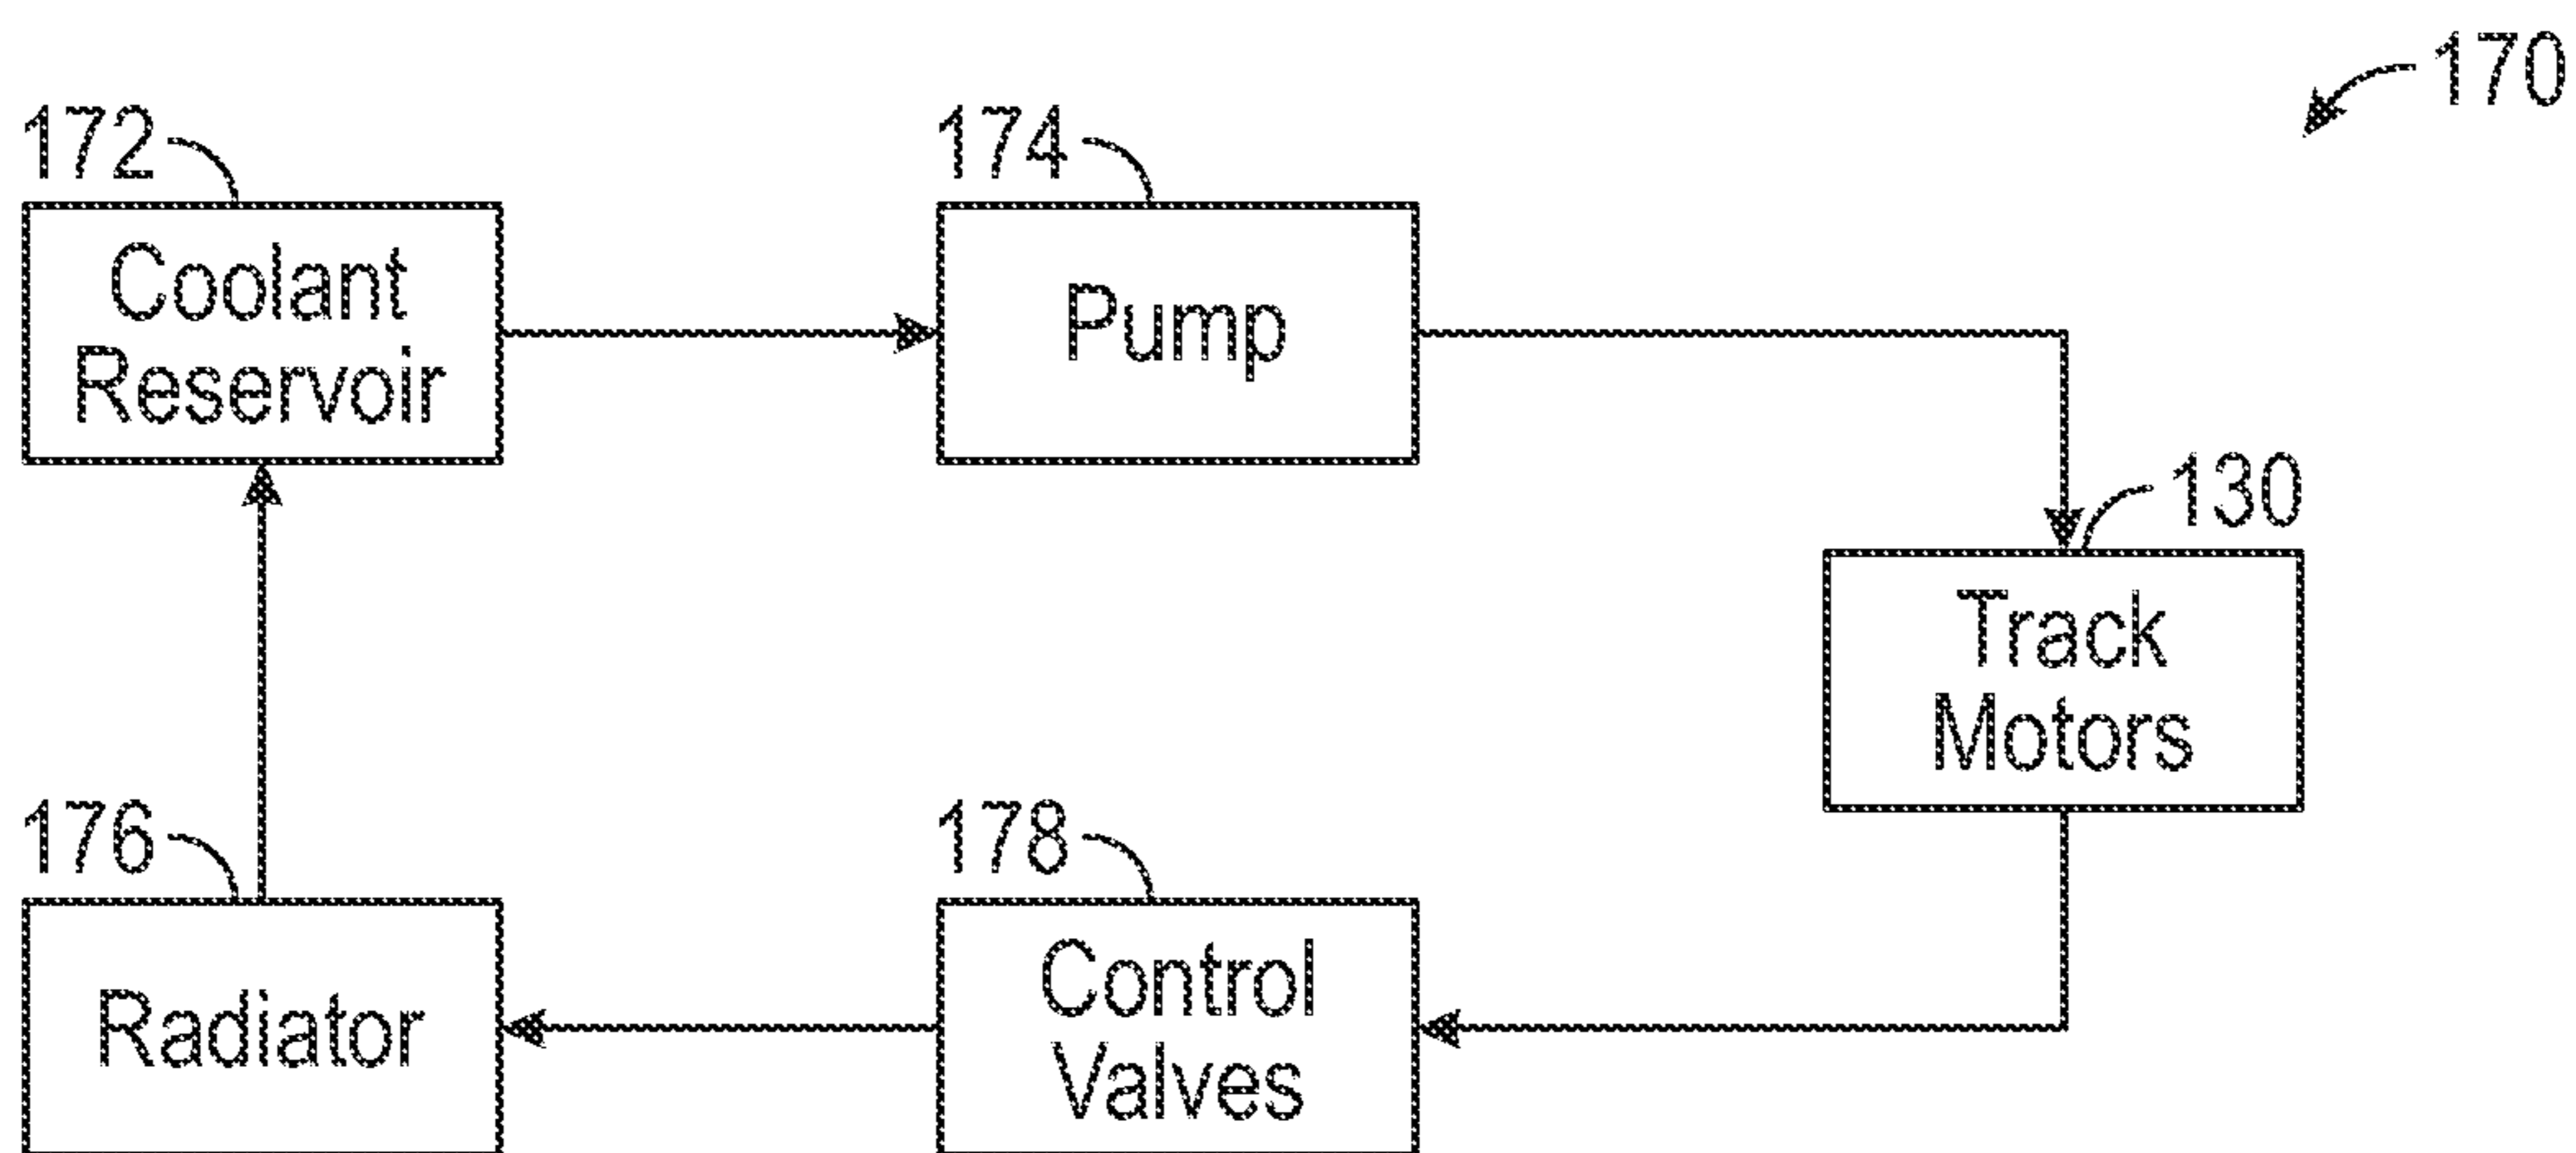 170
172
174
Coolant
Reservoir
Pump
130
Track
Motors
176
178
Radiator
Control
Valves